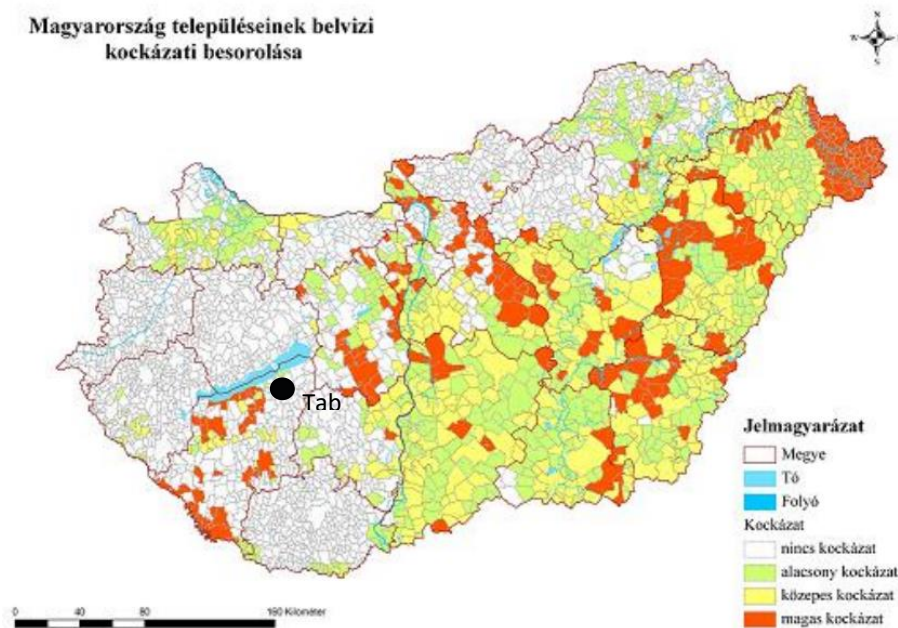 Magyarország településeinek belvizi
kockázati besorolása
N
W
S
Tab
Jelmagyarázat
Megye
Tó
Folyó
Kockázat
nincs kockázat
alacsony kockázat
közepes kockázat
magas kockázat
0 40 80 160 Kilométer